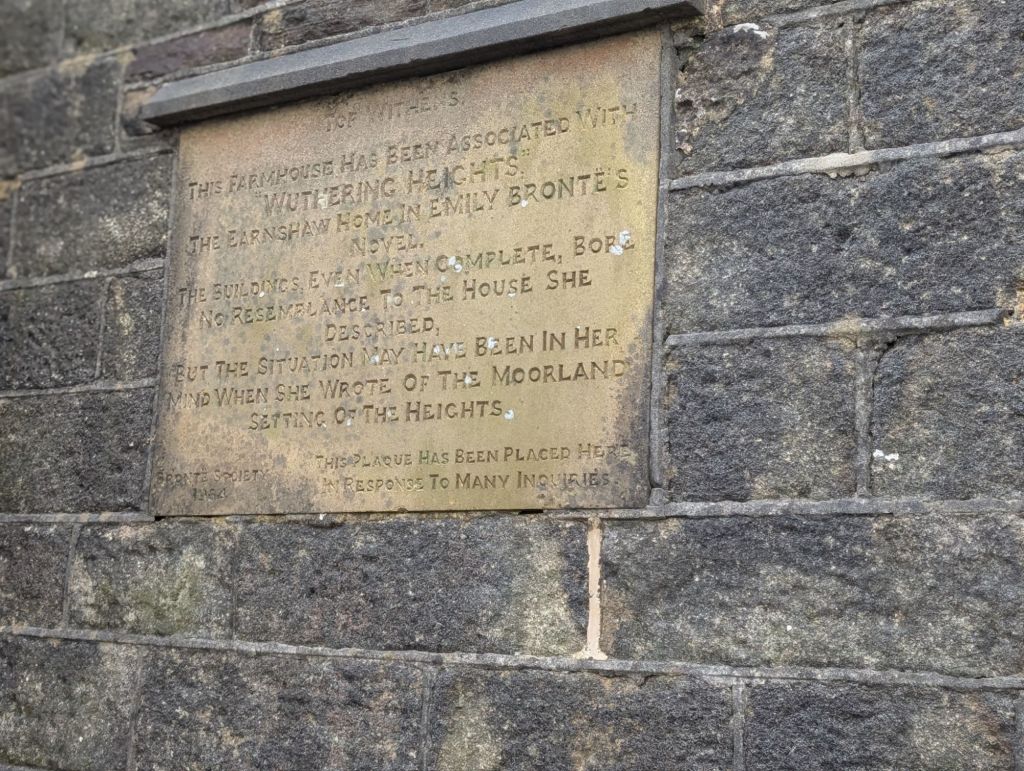 TOP WITHENS.
THIS FARMHOUSE HAS BEEN ASSOCIATED WITH
"WUTHERING HEIGHTS."
THE EARNSHAW HOME IN EMILY BRONTË'S
NOVEL.
THE BUILDINGS, EVEN WHEN COMPLETE, BORE
NO RESEMBLANCE TO THE HOUSE SHE
DESCRIBED,
BUT THE SITUATION MAY HAVE BEEN IN HER
MIND WHEN SHE WROTE OF THE MOORLAND
SETTING OF THE HEIGHTS.
BRONTË SOCIETY
1964.
THIS PLAQUE HAS BEEN PLACED HERE
IN RESPONSE TO MANY INQUIRIES.